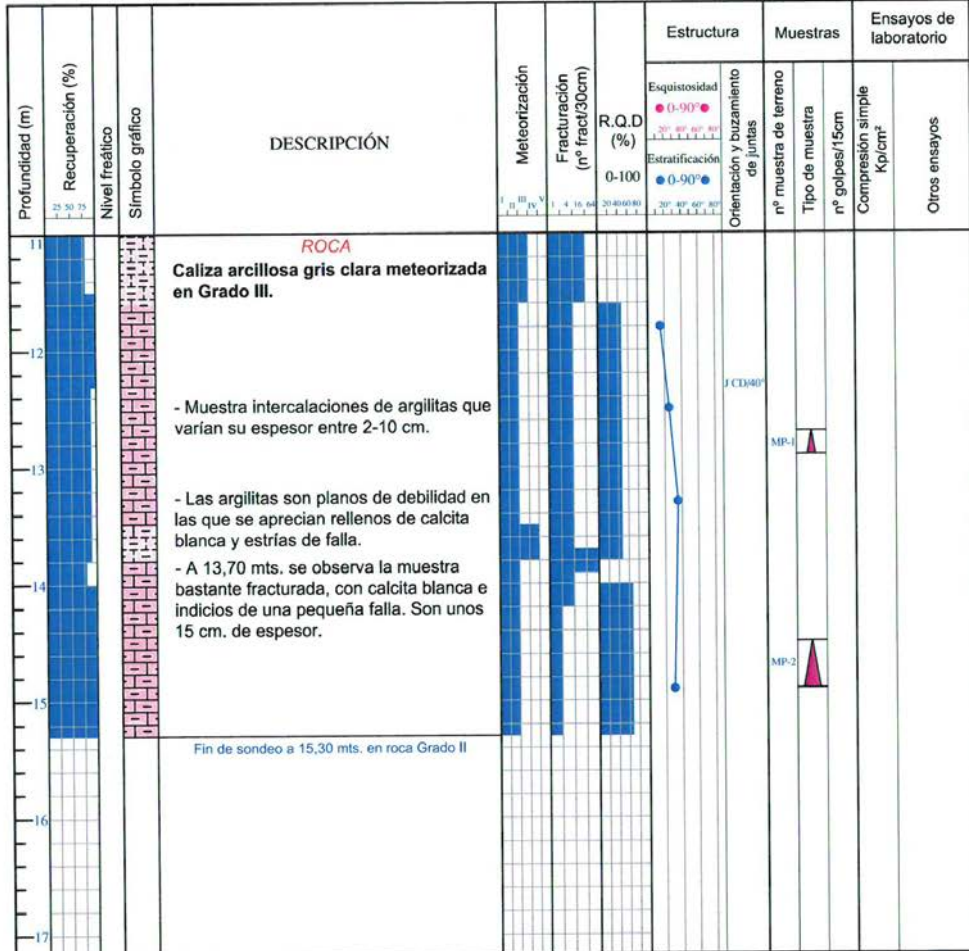 Profundidad (m)
Recuperación (%)
25 50 75
Nivel freático
Símbolo gráfico
DESCRIPCIÓN
Meteorización
I II III IV V
Fracturación
(nº fract/30cm)
1 4 16 64
R.Q.D
(%)
0-100
20 40 60 80
Estructura
Esquistosidad
0-90°
20° 40° 60° 80°
Estratificación
0-90°
20° 40° 60° 80°
Orientación y buzamiento
de juntas
Muestras
nº muestra de terreno
Tipo de muestra
nº golpes/15cm
Ensayos de
laboratorio
Compresión simple
Kp/cm²
Otros ensayos
11
ROCA
Caliza arcillosa gris clara meteorizada
en Grado III.
12
J CD/40°
- Muestra intercalaciones de argilitas que
varían su espesor entre 2-10 cm.
MP-1
13
- Las argilitas son planos de debilidad en
las que se aprecian rellenos de calcita
blanca y estrías de falla.
- A 13,70 mts. se observa la muestra
bastante fracturada, con calcita blanca e
indicios de una pequeña falla. Son unos
15 cm. de espesor.
14
MP-2
15
Fin de sondeo a 15,30 mts. en roca Grado II
16
17